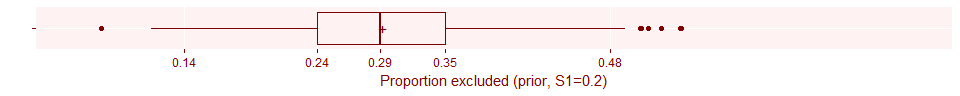 0.14 0.24 0.29 0.35 0.48
Proportion excluded (prior, S1=0.2)